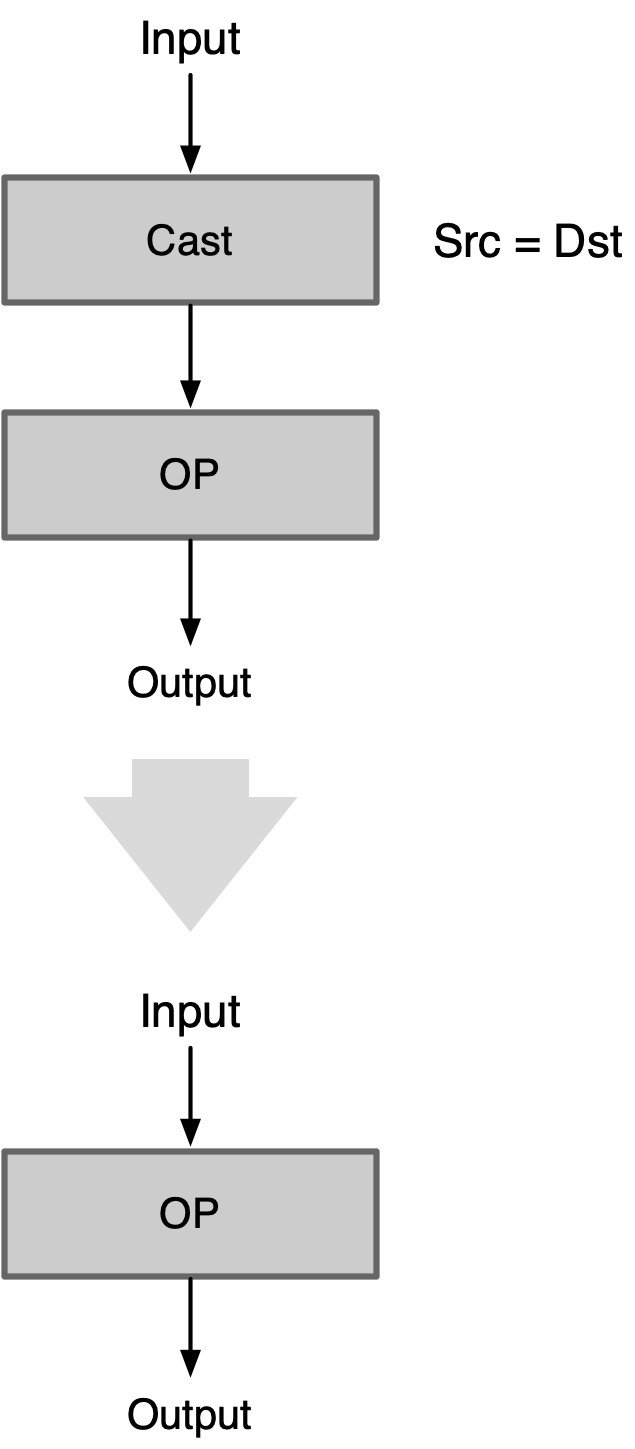 Input
Cast
Src = Dst
OP
Output
Input
OP
Output